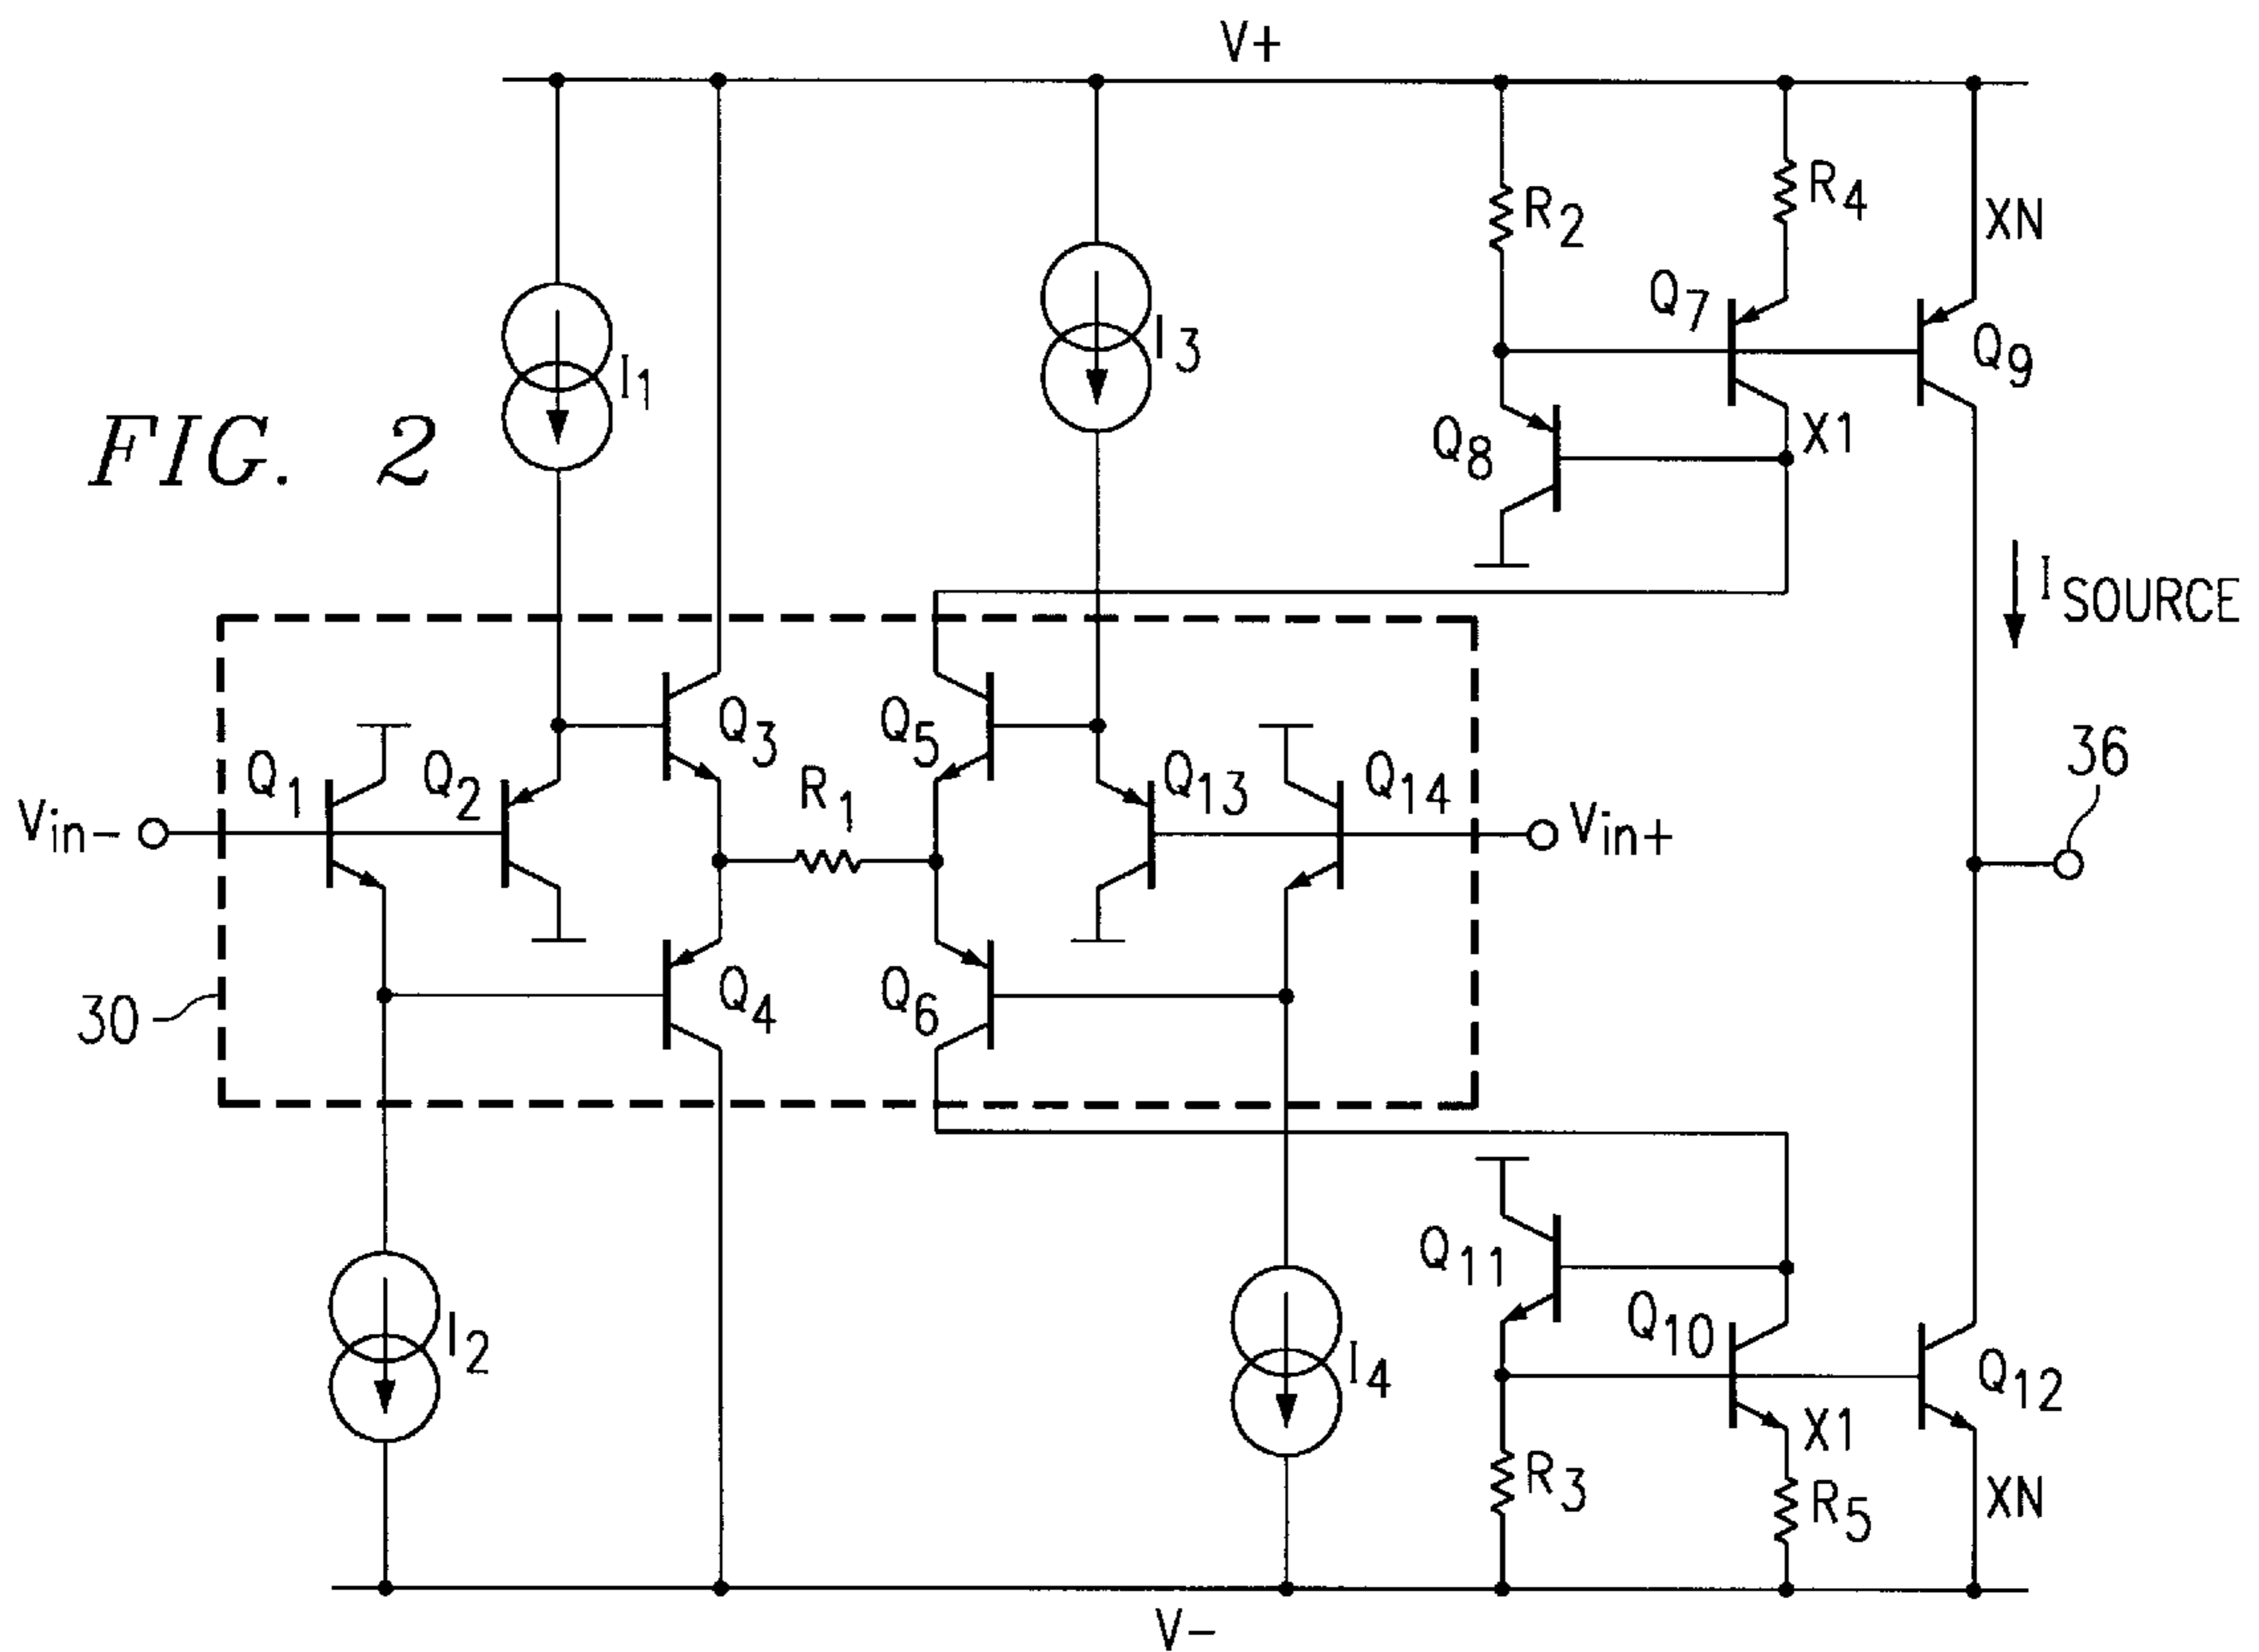 V+
R2
R4
XN
Q7
I3
Q9
I1
X1
FIG. 2
Q8
ISOURCE
Q3
Q5
36
Q1
Q2
R1
Q13
Q14
Vin-
Vin+
30
Q4
Q6
Q11
Q10
I2
I4
Q12
X1
R3
R5
XN
V-